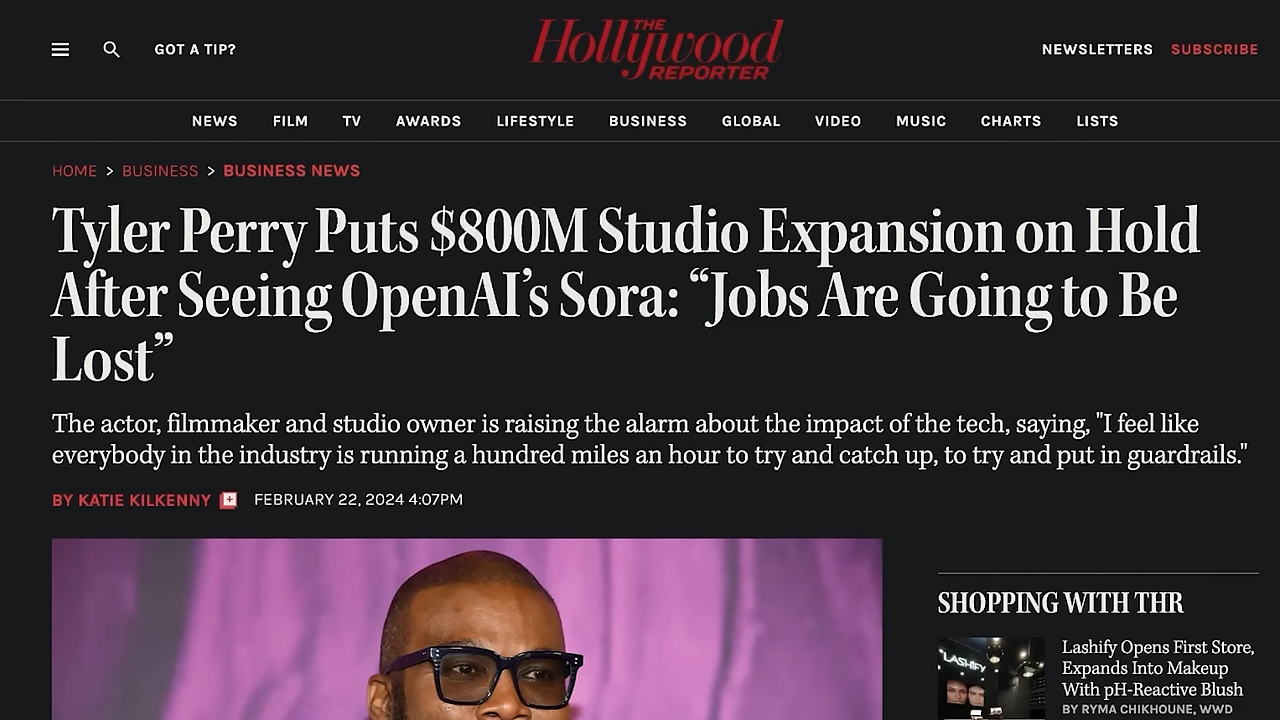 GOT A TIP?
THE
Hollywood
REPORTER
NEWSLETTERS SUBSCRIBE
NEWS FILM TV AWARDS LIFESTYLE BUSINESS GLOBAL VIDEO MUSIC CHARTS LISTS
HOME > BUSINESS > BUSINESS NEWS
Tyler Perry Puts $800M Studio Expansion on Hold
After Seeing OpenAI’s Sora: “Jobs Are Going to Be
Lost”
The actor, filmmaker and studio owner is raising the alarm about the impact of the tech, saying, "I feel like
everybody in the industry is running a hundred miles an hour to try and catch up, to try and put in guardrails."
BY KATIE KILKENNY FEBRUARY 22, 2024 4:07PM
SHOPPING WITH THR
LASHIFY
Lashify Opens First Store,
Expands Into Makeup
With pH-Reactive Blush
BY RYMA CHIKHOUNE, WWD